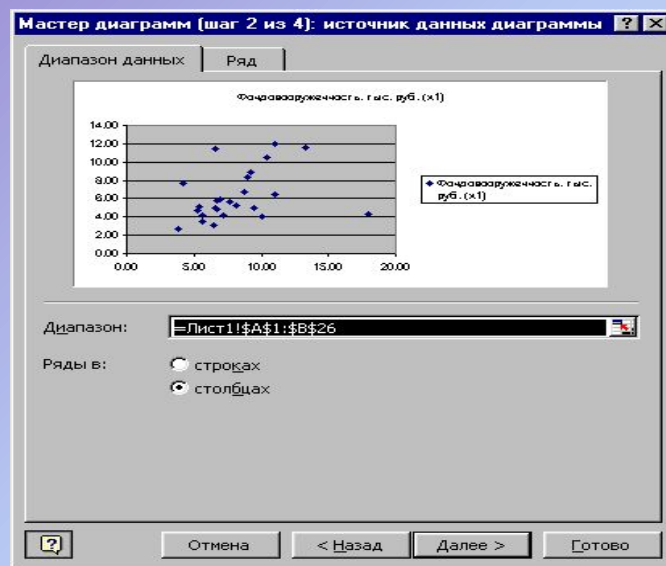 Мастер диаграмм (шаг 2 из 4): источник данных диаграммы
Диапазон данных Ряд
Фондовооруженность, тыс. руб. (x1)
14.00
12.00
10.00
8.00
6.00
4.00
2.00
0.00
0.00 5.00 10.00 15.00 20.00
Фондовооруженность, тыс.
руб. (x1)
Диапазон: =Лист1!$A$1:$B$26
Ряды в: строках
столбцах
Отмена < Назад Далее > Готово